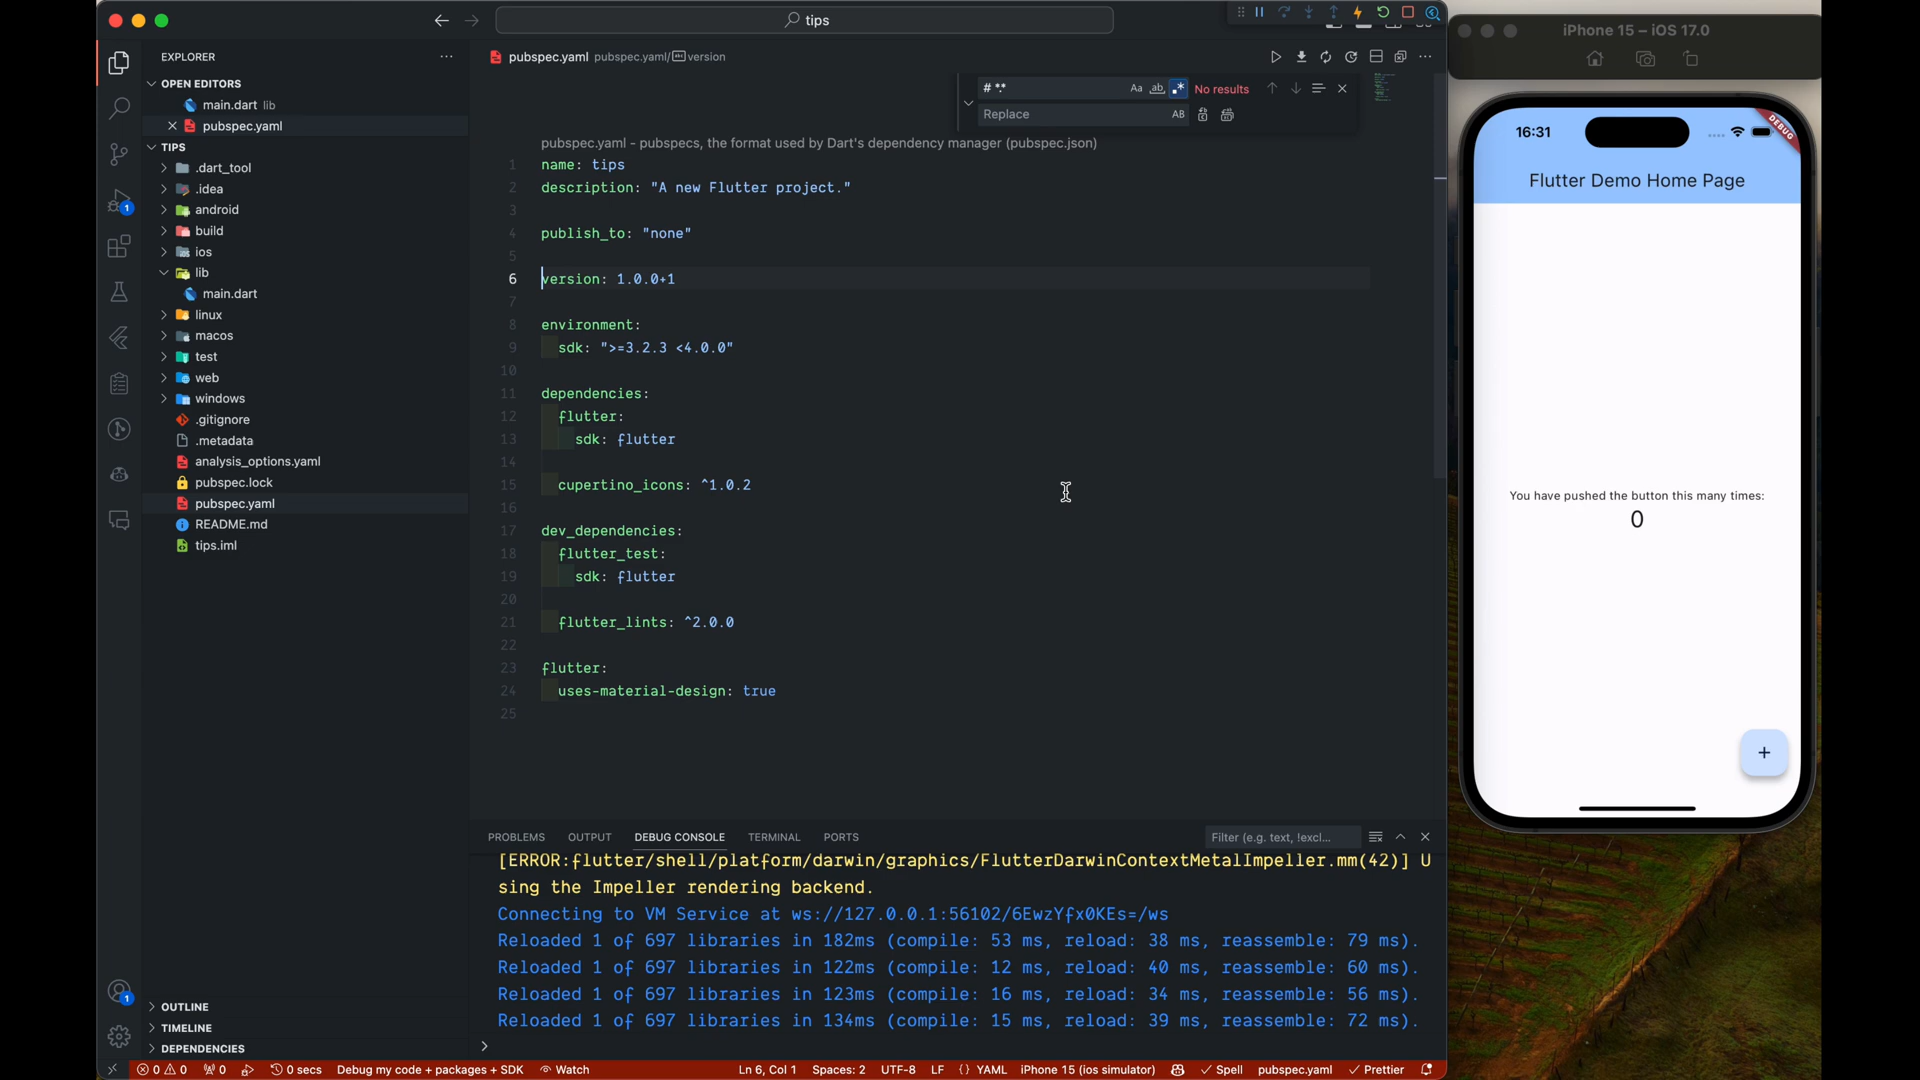 tips
EXPLORER
OPEN EDITORS
main.dart lib
pubspec.yaml
TIPS
.dart_tool
.idea
android
build
ios
lib
main.dart
linux
macos
test
web
windows
.gitignore
.metadata
analysis_options.yaml
pubspec.lock
pubspec.yaml
README.md
tips.iml
OUTLINE
TIMELINE
DEPENDENCIES
1
1
pubspec.yaml pubspec.yaml/ version
# *.* Aa ab No results
Replace AB
pubspec.yaml - pubspecs, the format used by Dart's dependency manager (pubspec.json)
1 name: tips
2 description: "A new Flutter project."
3
4 publish_to: "none"
5
6 version: 1.0.0+1
7
8 environment:
9 sdk: ">=3.2.3 <4.0.0"
10
11 dependencies:
12 flutter:
13 sdk: flutter
14
15 cupertino_icons: ^1.0.2
16
17 dev_dependencies:
18 flutter_test:
19 sdk: flutter
20
21 flutter_lints: ^2.0.0
22
23 flutter:
24 uses-material-design: true
25
PROBLEMS OUTPUT DEBUG CONSOLE TERMINAL PORTS Filter (e.g. text, !excl...
[ERROR:flutter/shell/platform/darwin/graphics/FlutterDarwinContextMetalImpeller.mm(42)] U
sing the Impeller rendering backend.
Connecting to VM Service at ws://127.0.0.1:56102/6EwzYfx0KEs=/ws
Reloaded 1 of 697 libraries in 182ms (compile: 53 ms, reload: 38 ms, reassemble: 79 ms).
Reloaded 1 of 697 libraries in 122ms (compile: 12 ms, reload: 40 ms, reassemble: 60 ms).
Reloaded 1 of 697 libraries in 123ms (compile: 16 ms, reload: 34 ms, reassemble: 56 ms).
Reloaded 1 of 697 libraries in 134ms (compile: 15 ms, reload: 39 ms, reassemble: 72 ms).
>
0 0 0 0 secs Debug my code + packages + SDK Watch Ln 6, Col 1 Spaces: 2 UTF-8 LF {} YAML iPhone 15 (ios simulator) Spell pubspec.yaml Prettier
iPhone 15 – iOS 17.0
16:31
DEBUG
Flutter Demo Home Page
You have pushed the button this many times:
0
+